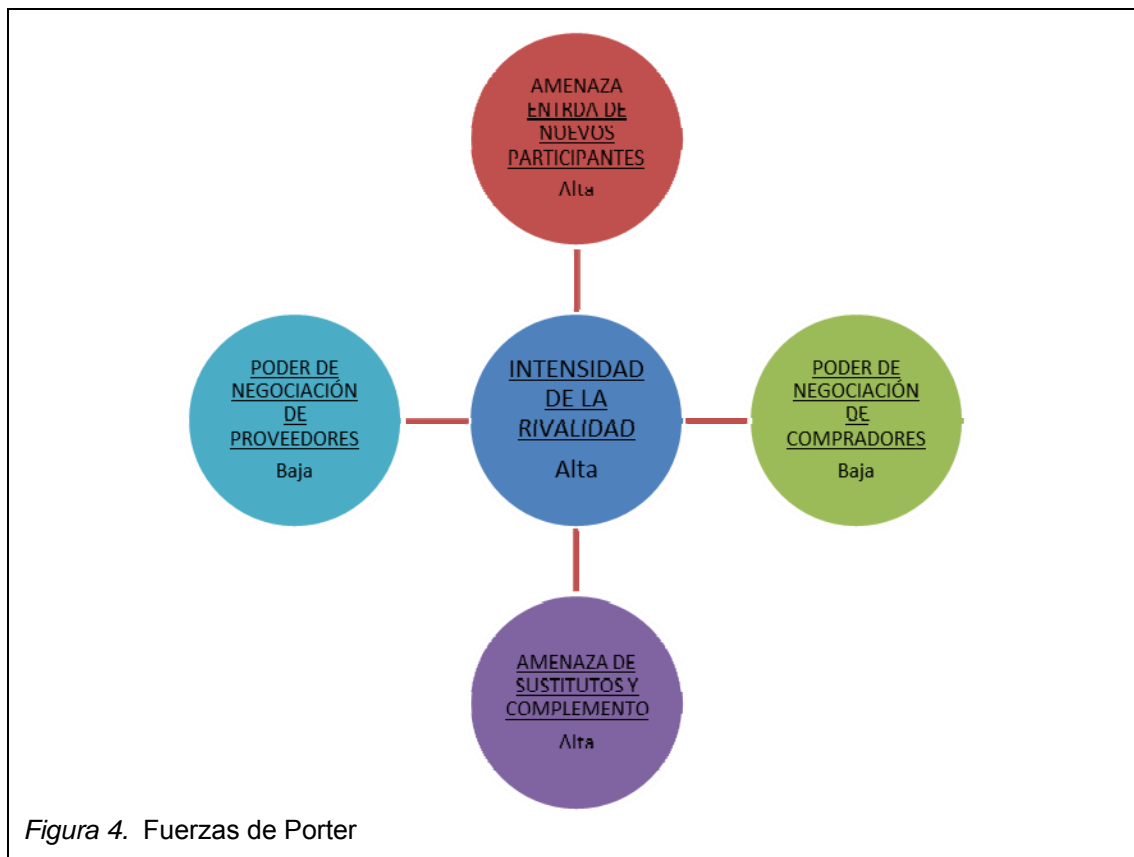 AMENAZA
ENTRDA DE
NUEVOS
PARTICIPANTES
Alta
PODER DE
NEGOCIACIÓN
DE
PROVEEDORES
Baja
INTENSIDAD
DE LA
RIVALIDAD
Alta
PODER DE
NEGOCIACIÓN
DE
COMPRADORES
Baja
AMENAZA DE
SUSTITUTOS Y
COMPLEMENTO
Alta
Figura 4. Fuerzas de Porter